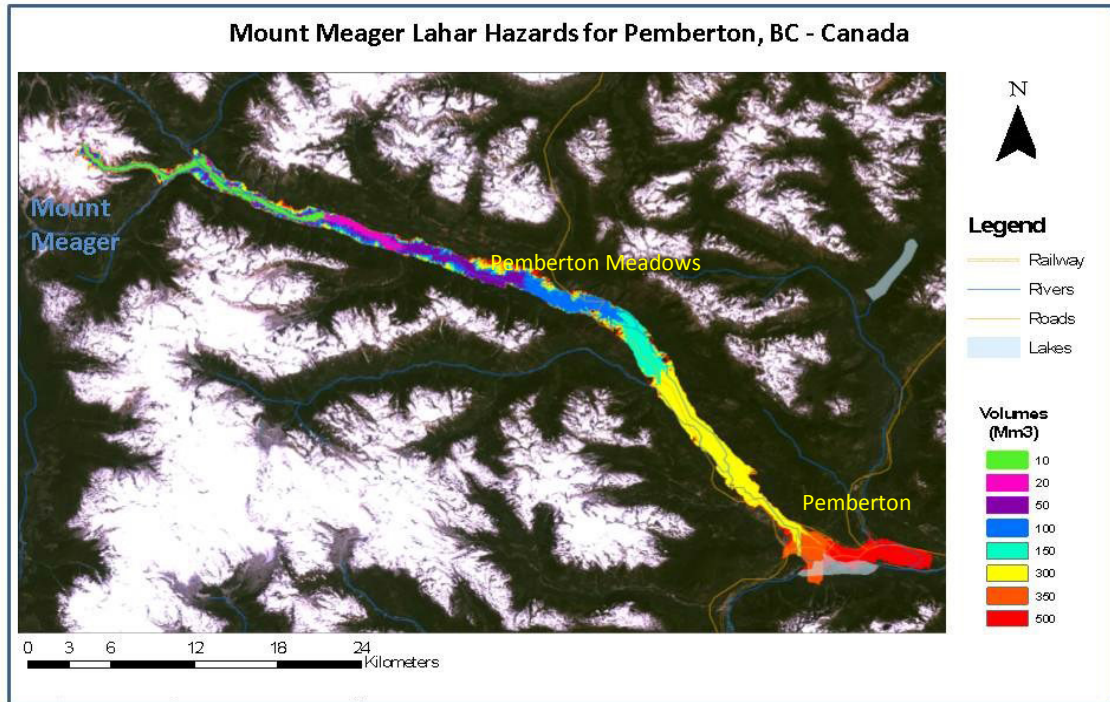 Mount Meager Lahar Hazards for Pemberton, BC - Canada
N
Mount
Meager
Pemberton Meadows
Pemberton
Legend
Railway
Rivers
Roads
Lakes
Volumes
(Mm3)
10
20
50
100
150
300
350
500
0 3 6 12 18 24
Kilometers